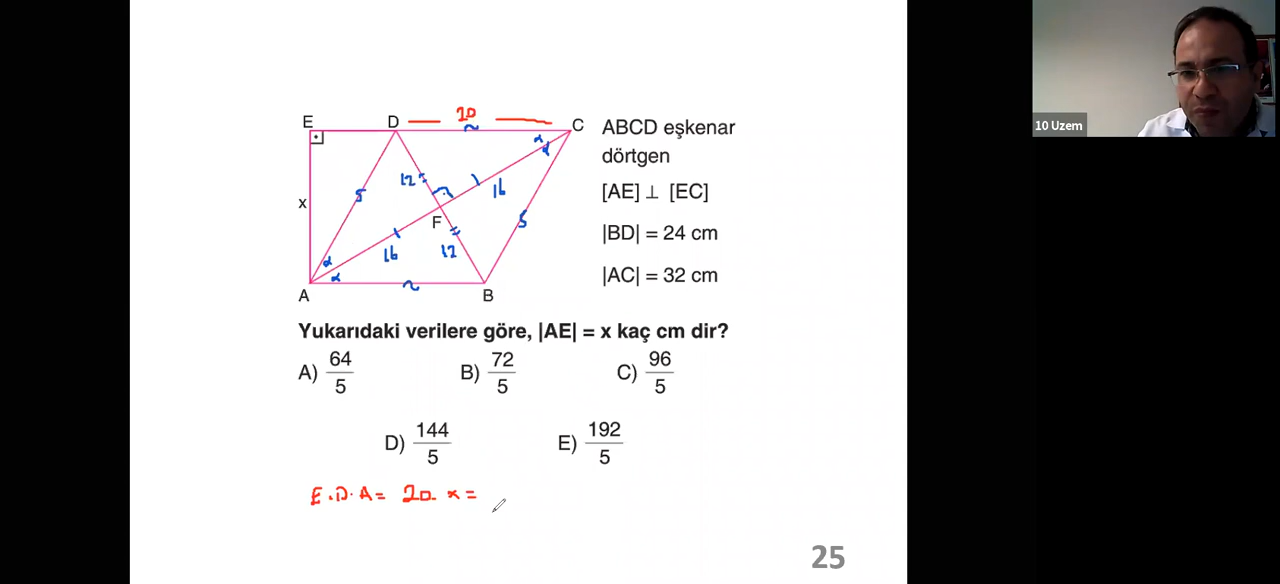 E D 20 C
ABCD eşkenar
dörtgen
12 16
x 5 [AE] ⊥ [EC]
F 5
|BD| = 24 cm
16 12
α α α α
|AC| = 32 cm
A B
Yukarıdaki verilere göre, |AE| = x kaç cm dir?
A) 64/5 B) 72/5 C) 96/5
D) 144/5 E) 192/5
E.D.A = 20. x =
25
10 Uzem